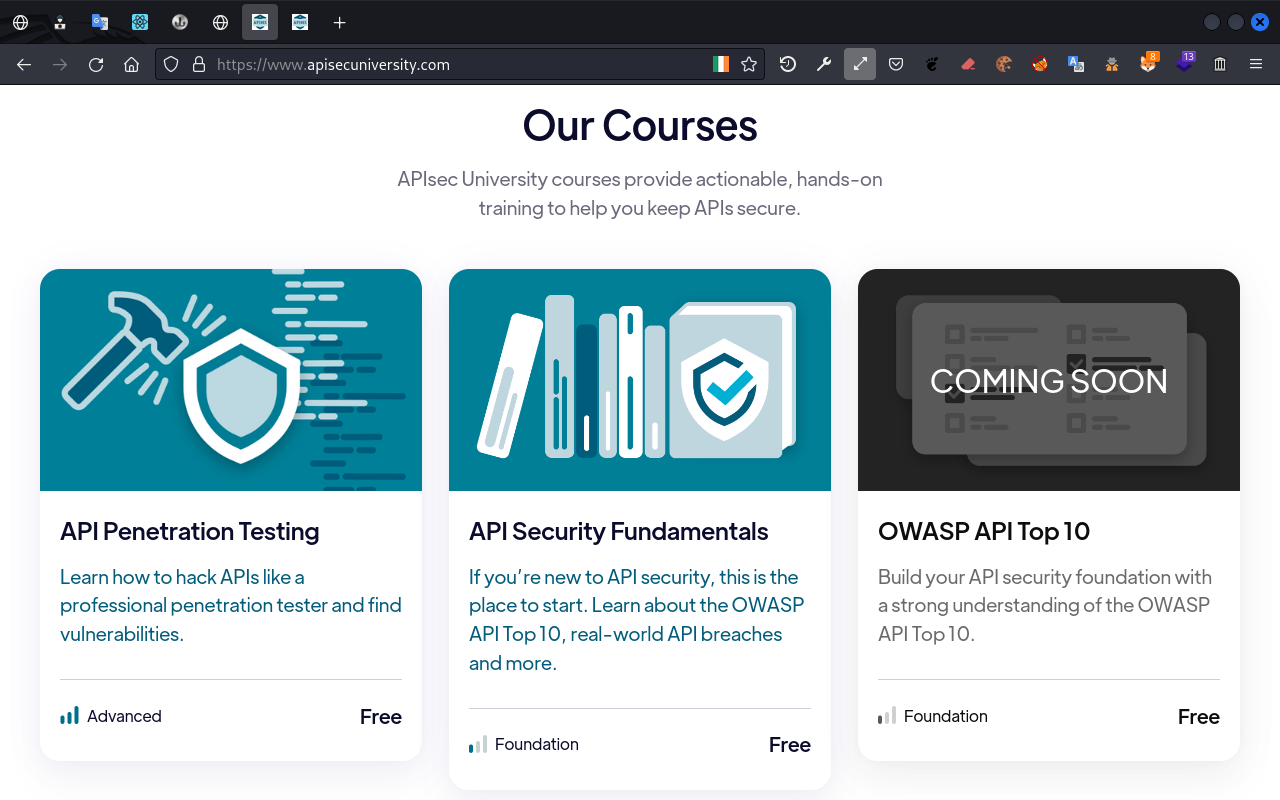 https://www.apisecuniversity.com
8
13
Our Courses
APIsec University courses provide actionable, hands-on
training to help you keep APIs secure.
COMING SOON
API Penetration Testing
Learn how to hack APIs like a
professional penetration tester and find
vulnerabilities.
Advanced
Free
API Security Fundamentals
If you’re new to API security, this is the
place to start. Learn about the OWASP
API Top 10, real-world API breaches
and more.
Foundation
Free
OWASP API Top 10
Build your API security foundation with
a strong understanding of the OWASP
API Top 10.
Foundation
Free